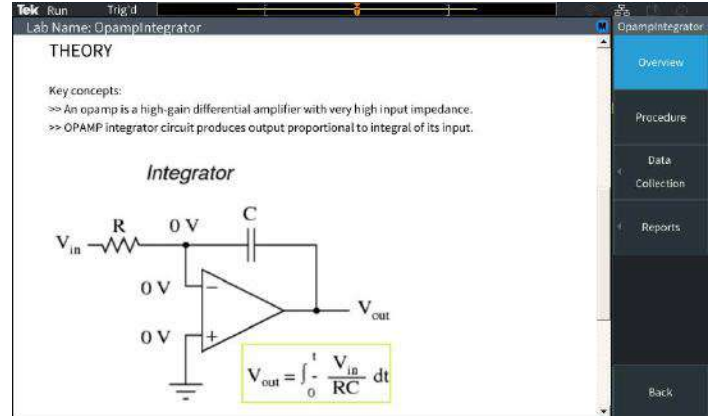 Tek Run Trig'd
Lab Name: OpampIntegrator
M
OpampIntegrator
THEORY
Key concepts:
>> An opamp is a high-gain differential amplifier with very high input impedance.
>> OPAMP integrator circuit produces output proportional to integral of its input.
Integrator
R
0 V
C
Vin
0 V
−
Vout
0 V
+
Vout = ∫0t - Vin/RC dt
Overview
Procedure
Data
Collection
Reports
Back